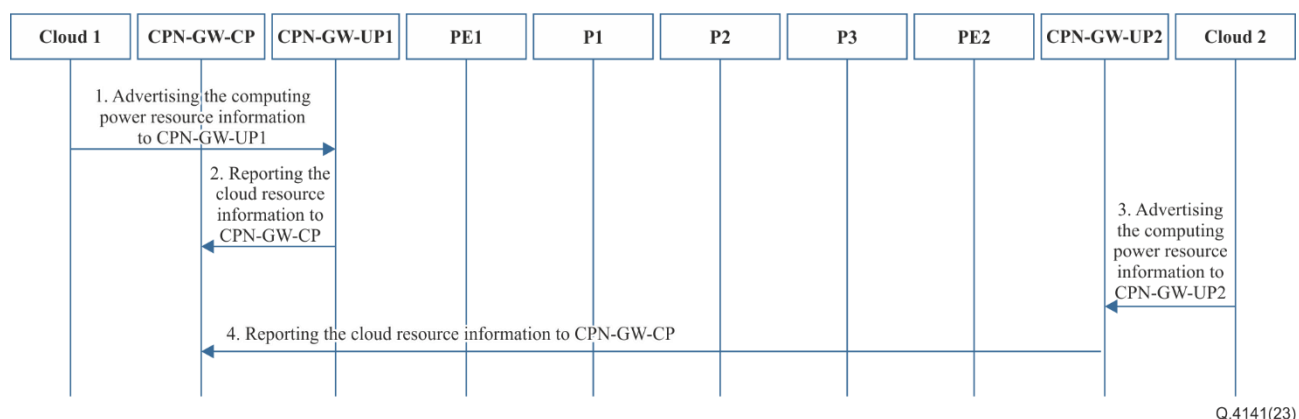 Cloud 1
CPN-GW-CP
CPN-GW-UP1
PE1
P1
P2
P3
PE2
CPN-GW-UP2
Cloud 2
1. Advertising the computing
power resource information
to CPN-GW-UP1
2. Reporting the
cloud resource
information to
CPN-GW-CP
3. Advertising
the computing
power resource
information to
CPN-GW-UP2
4. Reporting the cloud resource information to CPN-GW-CP
Q.4141(23)